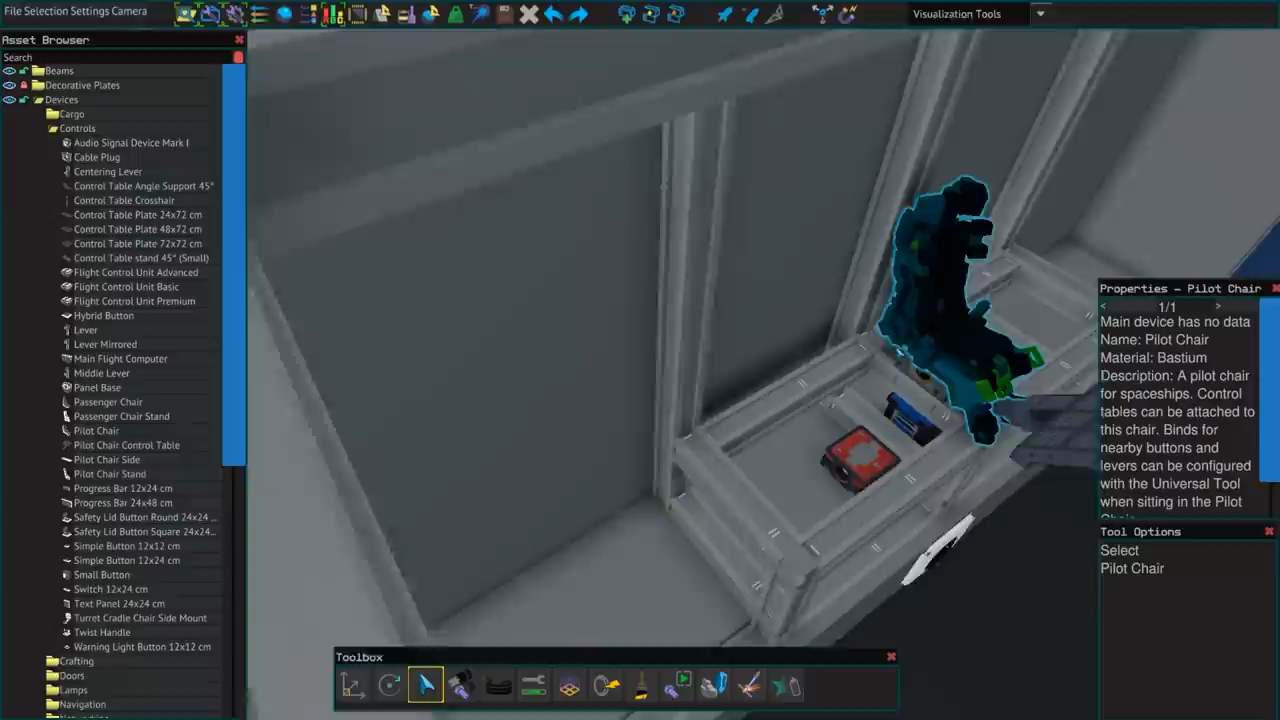 File Selection Settings Camera
Visualization Tools
Asset Browser
Search
Beams
Decorative Plates
Devices
Cargo
Controls
Audio Signal Device Mark I
Cable Plug
Centering Lever
Control Table Angle Support 45°
Control Table Crosshair
Control Table Plate 24x72 cm
Control Table Plate 48x72 cm
Control Table Plate 72x72 cm
Control Table stand 45° (Small)
Flight Control Unit Advanced
Flight Control Unit Basic
Flight Control Unit Premium
Hybrid Button
Lever
Lever Mirrored
Main Flight Computer
Middle Lever
Panel Base
Passenger Chair
Passenger Chair Stand
Pilot Chair
Pilot Chair Control Table
Pilot Chair Side
Pilot Chair Stand
Progress Bar 12x24 cm
Progress Bar 24x48 cm
Safety Lid Button Round 24x24 ...
Safety Lid Button Square 24x24...
Simple Button 12x12 cm
Simple Button 12x24 cm
Small Button
Switch 12x24 cm
Text Panel 24x24 cm
Turret Cradle Chair Side Mount
Twist Handle
Warning Light Button 12x12 cm
Crafting
Doors
Lamps
Navigation
Properties - Pilot Chair
< 1/1 >
Main device has no data
Name: Pilot Chair
Material: Bastium
Description: A pilot chair
for spaceships. Control
tables can be attached to
this chair. Binds for
nearby buttons and
levers can be configured
with the Universal Tool
when sitting in the Pilot
Tool Options
Select
Pilot Chair
Toolbox